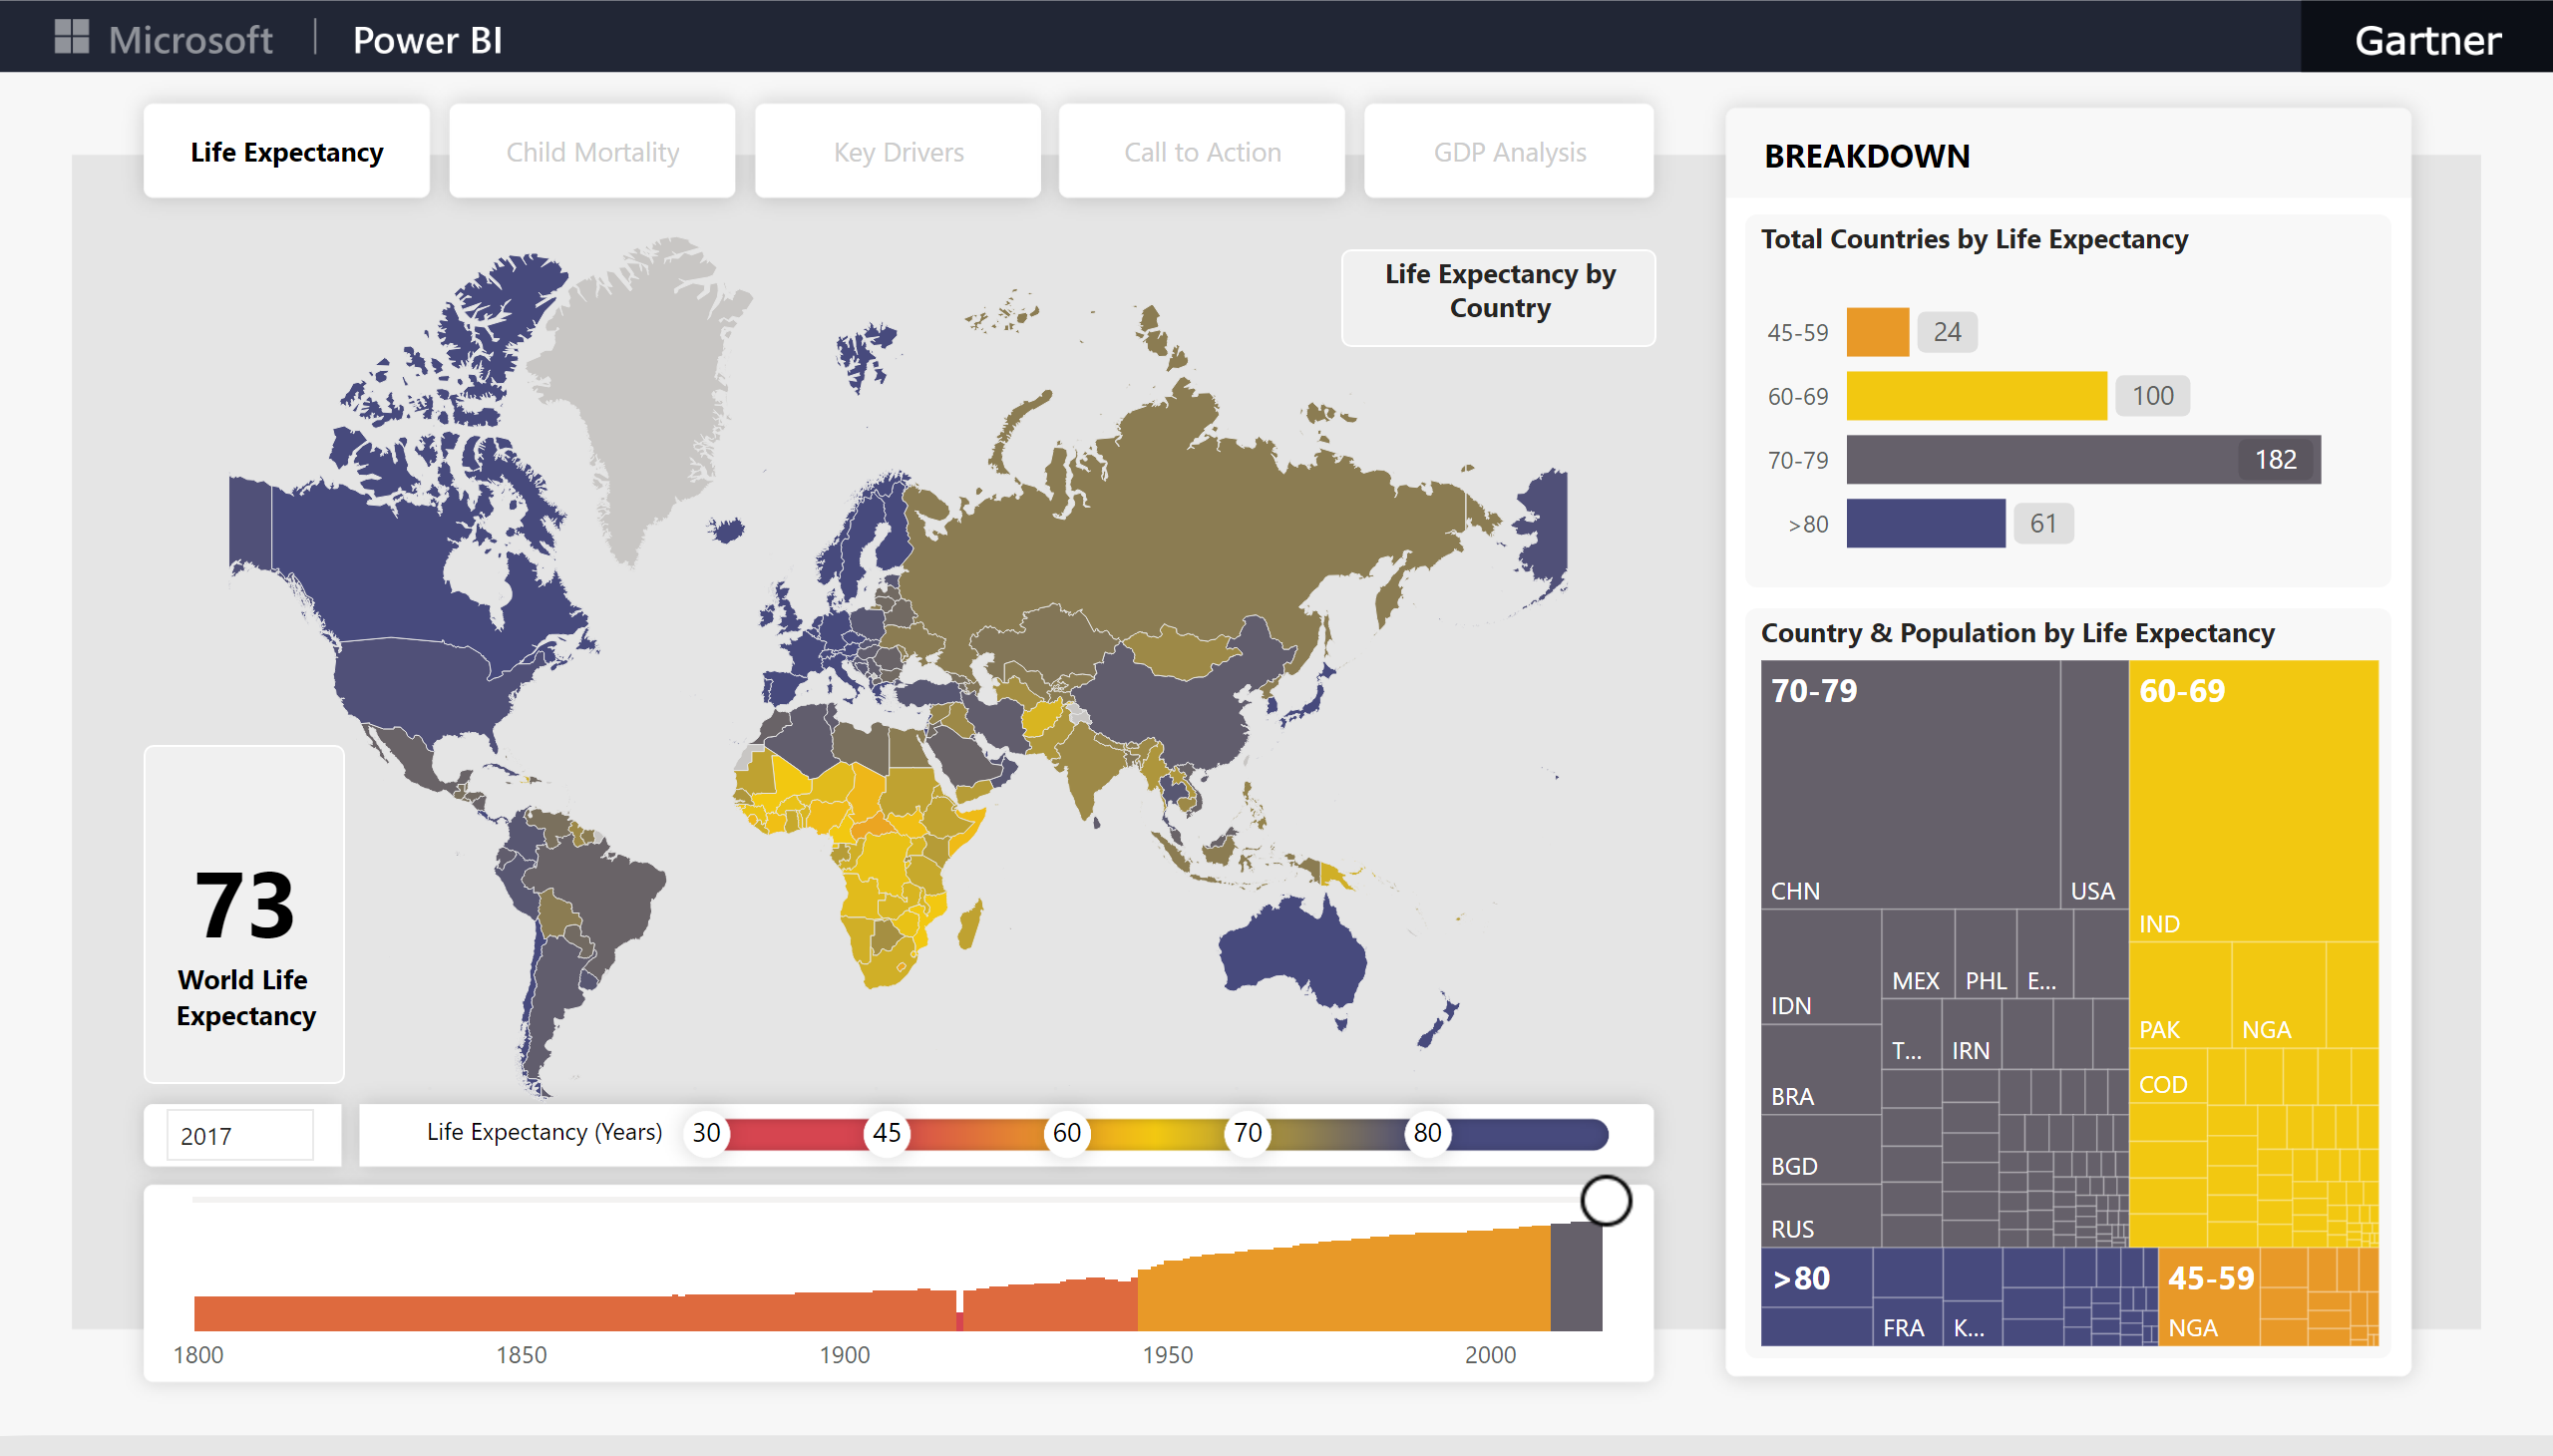 Microsoft | Power BI
Gartner
Life Expectancy
Child Mortality
Key Drivers
Call to Action
GDP Analysis
Life Expectancy by
Country
73
World Life
Expectancy
2017
Life Expectancy (Years)
30
45
60
70
80
1800
1850
1900
1950
2000
BREAKDOWN
Total Countries by Life Expectancy
45-59
24
60-69
100
70-79
182
>80
61
Country & Population by Life Expectancy
70-79
CHN
USA
IDN
MEX
PHL
E...
T...
IRN
BRA
BGD
RUS
60-69
IND
PAK
NGA
COD
>80
FRA
K...
45-59
NGA